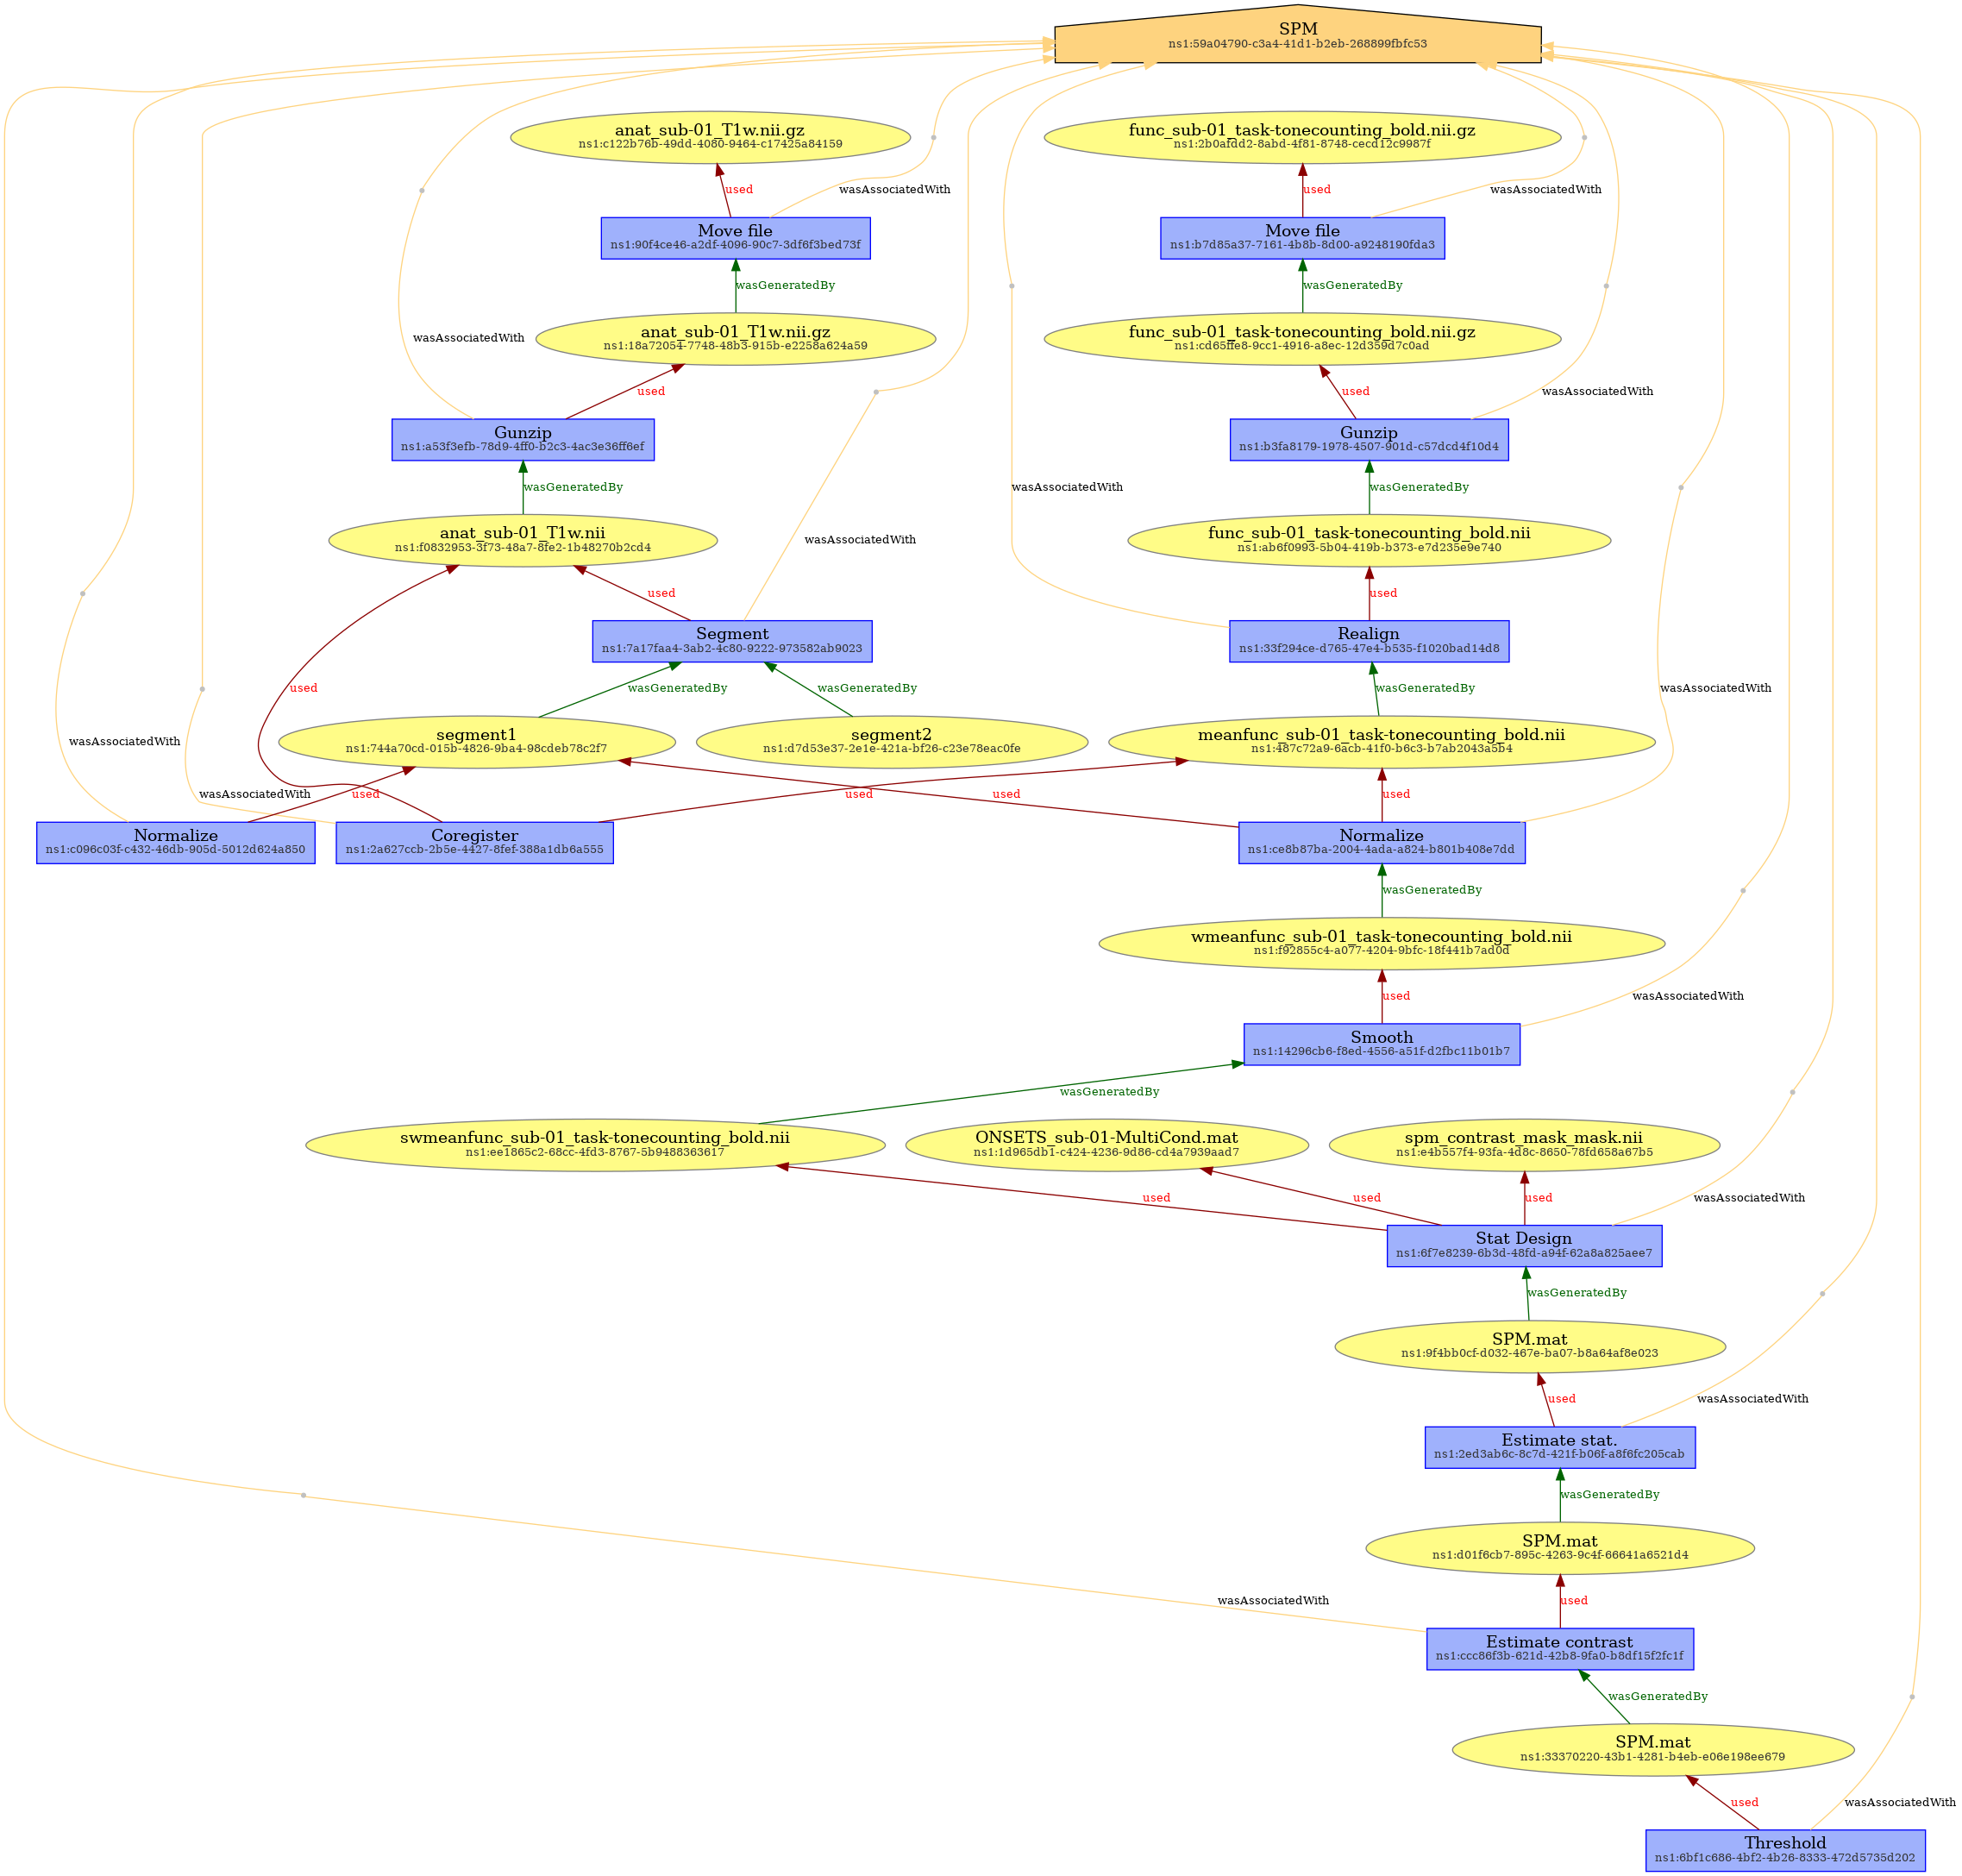 SPM
ns1:59a04790-c3a4-41d1-b2eb-268899fbfc53
anat_sub-01_T1w.nii.gz
ns1:c122b76b-49dd-4080-9464-c17425a84159
func_sub-01_task-tonecounting_bold.nii.gz
ns1:2b0afdd2-8abd-4f81-8748-cecd12c9987f
used
wasAssociatedWith
used
wasAssociatedWith
Move file
ns1:90f4ce46-a2df-4096-90c7-3df6f3bed73f
Move file
ns1:b7d85a37-7161-4b8b-8d00-a9248190fda3
wasGeneratedBy
wasGeneratedBy
wasAssociatedWith
anat_sub-01_T1w.nii.gz
ns1:18a72054-7748-48b3-915b-e2258a624a59
func_sub-01_task-tonecounting_bold.nii.gz
ns1:cd65ffe8-9cc1-4916-a8ec-12d359d7c0ad
used
used
wasAssociatedWith
Gunzip
ns1:a53f3efb-78d9-4ff0-b2c3-4ac3e36ff6ef
Gunzip
ns1:b3fa8179-1978-4507-901d-c57dcd4f10d4
wasGeneratedBy
wasAssociatedWith
wasGeneratedBy
anat_sub-01_T1w.nii
ns1:f0832953-3f73-48a7-8fe2-1b48270b2cd4
wasAssociatedWith
func_sub-01_task-tonecounting_bold.nii
ns1:ab6f0993-5b04-419b-b373-e7d235e9e740
used
used
Segment
ns1:7a17faa4-3ab2-4c80-9222-973582ab9023
Realign
ns1:33f294ce-d765-47e4-b535-f1020bad14d8
used
wasGeneratedBy
wasGeneratedBy
wasGeneratedBy
wasAssociatedWith
wasAssociatedWith
segment1
ns1:744a70cd-015b-4826-9ba4-98cdeb78c2f7
segment2
ns1:d7d53e37-2e1e-421a-bf26-c23e78eac0fe
meanfunc_sub-01_task-tonecounting_bold.nii
ns1:487c72a9-6acb-41f0-b6c3-b7ab2043a5b4
wasAssociatedWith
used
used
used
used
Normalize
ns1:c096c03f-c432-46db-905d-5012d624a850
Coregister
ns1:2a627ccb-2b5e-4427-8fef-388a1db6a555
Normalize
ns1:ce8b87ba-2004-4ada-a824-b801b408e7dd
wasGeneratedBy
wmeanfunc_sub-01_task-tonecounting_bold.nii
ns1:f92855c4-a077-4204-9bfc-18f441b7ad0d
used
wasAssociatedWith
Smooth
ns1:14296cb6-f8ed-4556-a51f-d2fbc11b01b7
wasGeneratedBy
swmeanfunc_sub-01_task-tonecounting_bold.nii
ns1:ee1865c2-68cc-4fd3-8767-5b9488363617
ONSETS_sub-01-MultiCond.mat
ns1:1d965db1-c424-4236-9d86-cd4a7939aad7
spm_contrast_mask_mask.nii
ns1:e4b557f4-93fa-4d8c-8650-78fd658a67b5
used
used
used
wasAssociatedWith
Stat Design
ns1:6f7e8239-6b3d-48fd-a94f-62a8a825aee7
wasGeneratedBy
SPM.mat
ns1:9f4bb0cf-d032-467e-ba07-b8a64af8e023
used
wasAssociatedWith
Estimate stat.
ns1:2ed3ab6c-8c7d-421f-b06f-a8f6fc205cab
wasGeneratedBy
SPM.mat
ns1:d01f6cb7-895c-4263-9c4f-66641a6521d4
wasAssociatedWith
used
Estimate contrast
ns1:ccc86f3b-621d-42b8-9fa0-b8df15f2fc1f
wasGeneratedBy
SPM.mat
ns1:33370220-43b1-4281-b4eb-e06e198ee679
used
wasAssociatedWith
Threshold
ns1:6bf1c686-4bf2-4b26-8333-472d5735d202